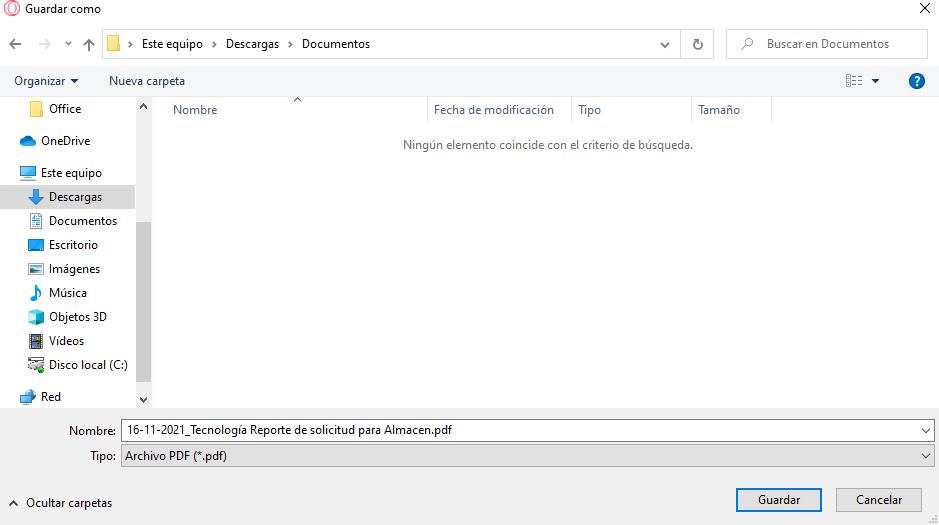 Guardar como
Este equipo > Descargas > Documentos
Buscar en Documentos
Organizar
Nueva carpeta
?
Office
OneDrive
Este equipo
Descargas
Documentos
Escritorio
Imágenes
Música
Objetos 3D
Vídeos
Disco local (C:)
Red
Nombre
Fecha de modificación
Tipo
Tamaño
Ningún elemento coincide con el criterio de búsqueda.
Nombre: 16-11-2021_Tecnología Reporte de solicitud para Almacen.pdf
Tipo: Archivo PDF (*.pdf)
Ocultar carpetas
Guardar
Cancelar